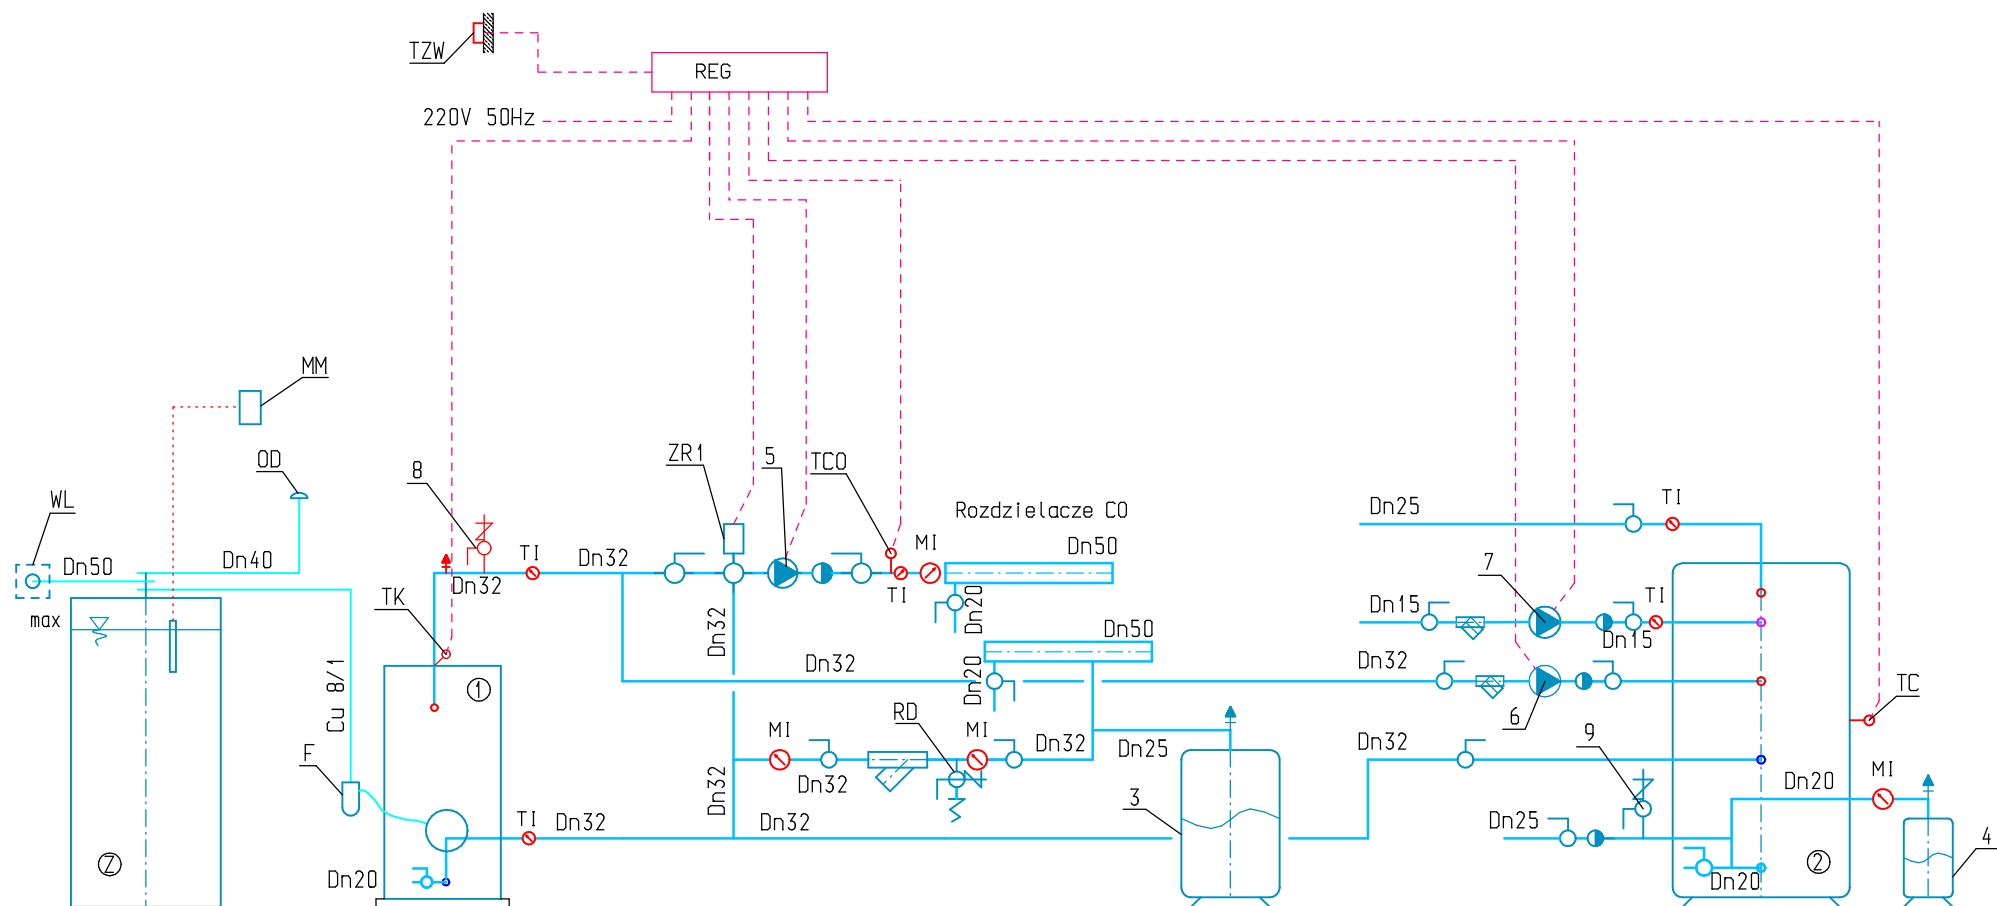 TZW
REG
220V 50Hz
MM
OD
WL
Dn50
Dn40
max
8
ZR1
5
TCO
Rozdzielacze CO
Dn50
MI
TI
Dn32
Dn32
TI
TK
Dn32
Dn20
Dn25
TI
7
Dn15
TI
Dn15
Dn50
Dn32
Dn20
Dn32
6
TC
1
Cu 8/1
F
RD
MI
MI
Dn32
Dn32
Dn25
Dn32
9
Dn32
3
Dn20
MI
TI
Dn32
Dn32
Dn25
4
Z
Dn20
2
Dn20